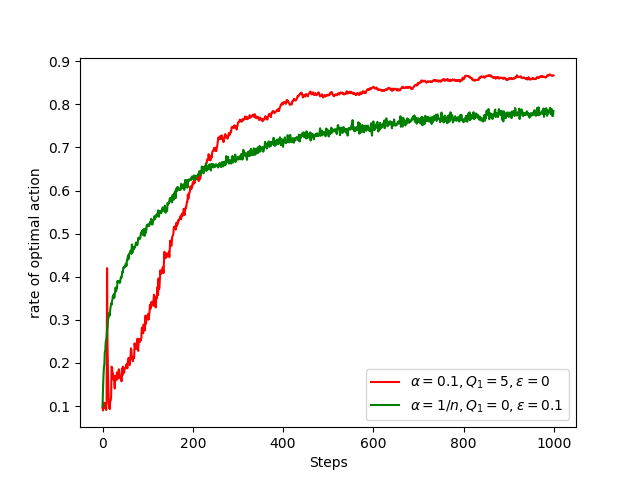 0.9
0.8
0.7
0.6
0.5
0.4
0.3
0.2
0.1
rate of optimal action
α = 0.1, Q₁ = 5, ε = 0
α = 1/n, Q₁ = 0, ε = 0.1
0 200 400 600 800 1000
Steps